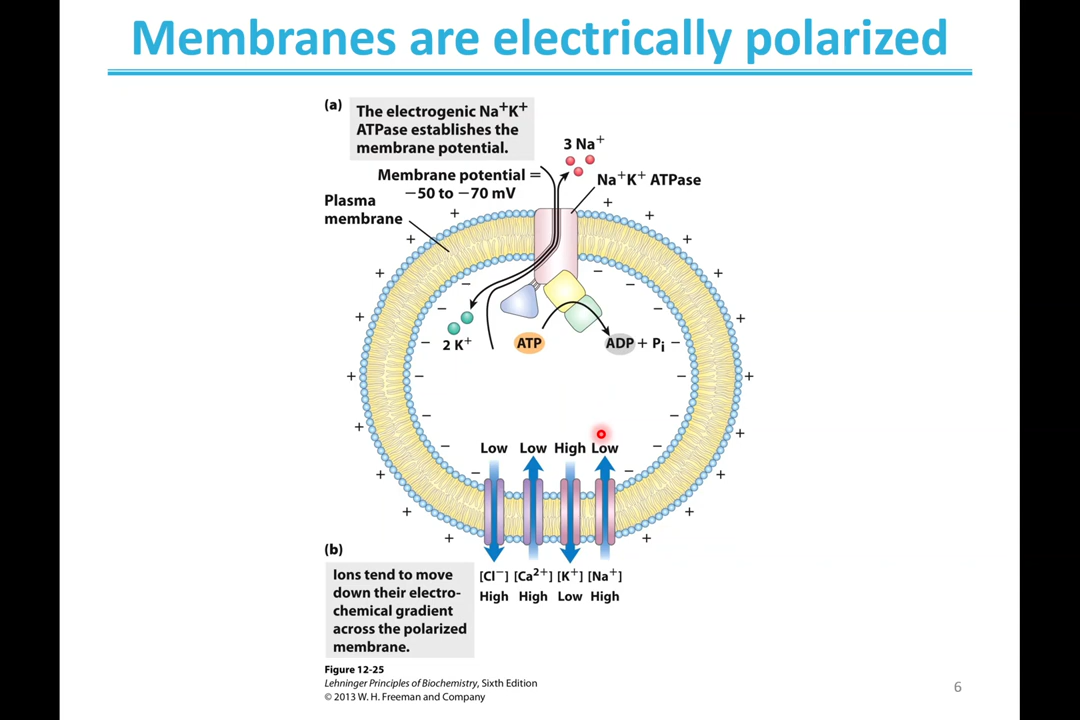 Membranes are electrically polarized
(a)
The electrogenic Na+K+
ATPase establishes the
membrane potential.
3 Na+
Membrane potential =
−50 to −70 mV
Na+K+ ATPase
Plasma
membrane
2 K+
ATP
ADP + Pi
Low Low High Low
(b)
Ions tend to move
down their electro-
chemical gradient
across the polarized
membrane.
[Cl−] [Ca2+] [K+] [Na+]
High High Low High
Figure 12-25
Lehninger Principles of Biochemistry, Sixth Edition
© 2013 W. H. Freeman and Company
6